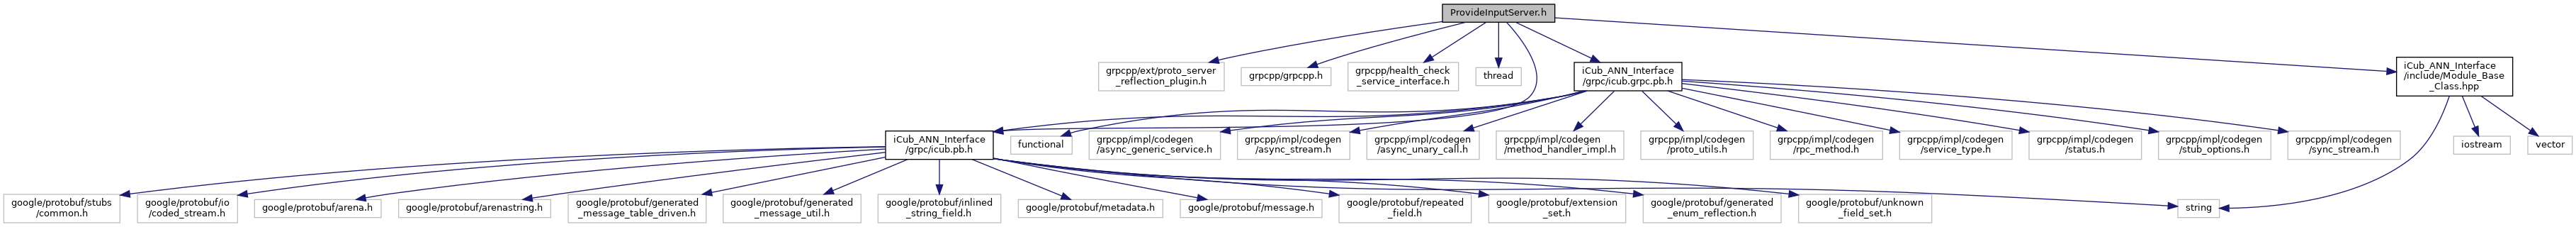 ProvideInputServer.h
grpcpp/ext/proto_server
_reflection_plugin.h
grpcpp/grpcpp.h
grpcpp/health_check
_service_interface.h
thread
iCub_ANN_Interface
/grpc/icub.grpc.pb.h
iCub_ANN_Interface
/include/Module_Base
_Class.hpp
iCub_ANN_Interface
/grpc/icub.pb.h
functional
grpcpp/impl/codegen
/async_generic_service.h
grpcpp/impl/codegen
/async_stream.h
grpcpp/impl/codegen
/async_unary_call.h
grpcpp/impl/codegen
/method_handler_impl.h
grpcpp/impl/codegen
/proto_utils.h
grpcpp/impl/codegen
/rpc_method.h
grpcpp/impl/codegen
/service_type.h
grpcpp/impl/codegen
/status.h
grpcpp/impl/codegen
/stub_options.h
grpcpp/impl/codegen
/sync_stream.h
iostream
vector
google/protobuf/stubs
/common.h
google/protobuf/io
/coded_stream.h
google/protobuf/arena.h
google/protobuf/arenastring.h
google/protobuf/generated
_message_table_driven.h
google/protobuf/generated
_message_util.h
google/protobuf/inlined
_string_field.h
google/protobuf/metadata.h
google/protobuf/message.h
google/protobuf/repeated
_field.h
google/protobuf/extension
_set.h
google/protobuf/generated
_enum_reflection.h
google/protobuf/unknown
_field_set.h
string